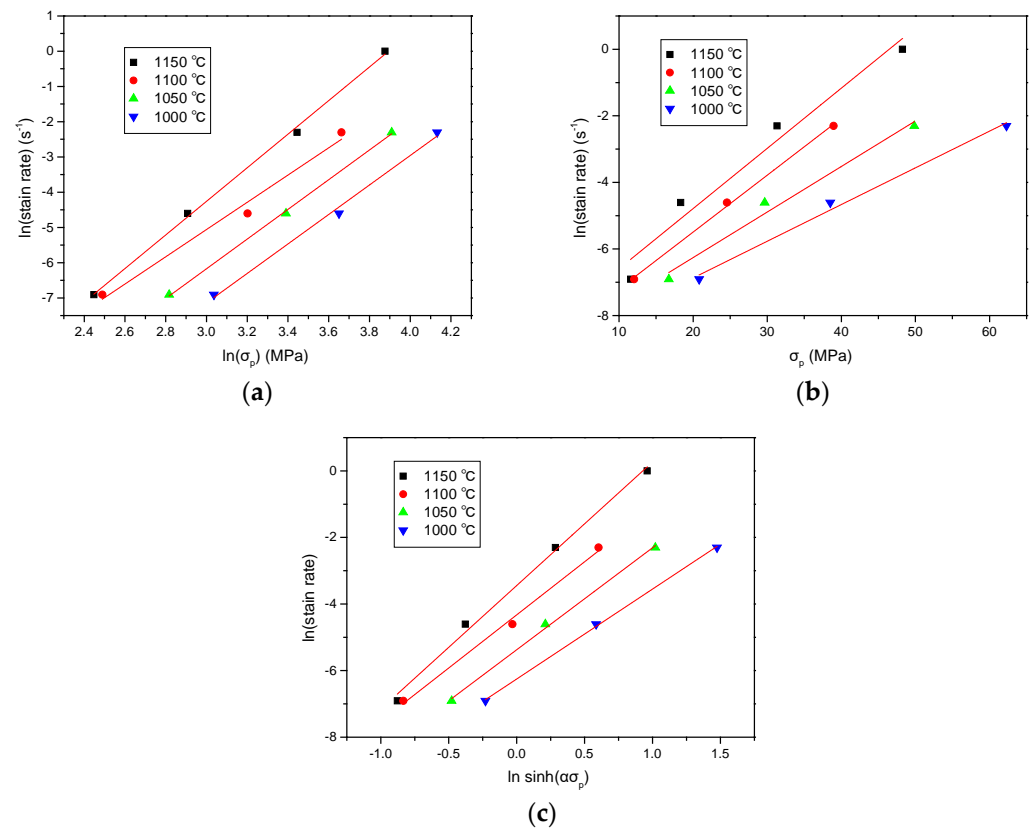 1
0
-1
-2
-3
-4
-5
-6
-7
ln(stain rate) (s⁻¹)
1150 °C
1100 °C
1050 °C
1000 °C
2.4 2.6 2.8 3.0 3.2 3.4 3.6 3.8 4.0 4.2
ln(σp) (MPa)
(a)
0
-2
-4
-6
-8
ln(stain rate) (s⁻¹)
1150 °C
1100 °C
1050 °C
1000 °C
10 20 30 40 50 60
σp (MPa)
(b)
0
-2
-4
-6
-8
ln(stain rate)
1150 °C
1100 °C
1050 °C
1000 °C
-1.0 -0.5 0.0 0.5 1.0 1.5
ln sinh(ασp)
(c)